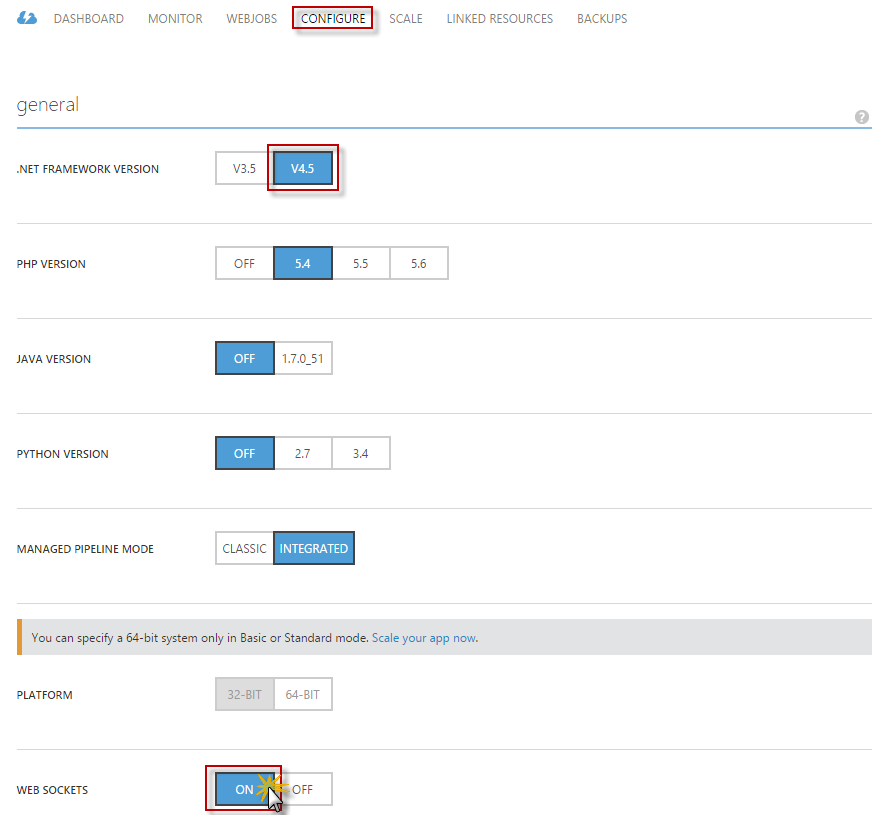 DASHBOARD MONITOR WEBJOBS CONFIGURE SCALE LINKED RESOURCES BACKUPS
general
?
.NET FRAMEWORK VERSION V3.5 V4.5
PHP VERSION OFF 5.4 5.5 5.6
JAVA VERSION OFF 1.7.0_51
PYTHON VERSION OFF 2.7 3.4
MANAGED PIPELINE MODE CLASSIC INTEGRATED
You can specify a 64-bit system only in Basic or Standard mode. Scale your app now.
PLATFORM 32-BIT 64-BIT
WEB SOCKETS ON OFF